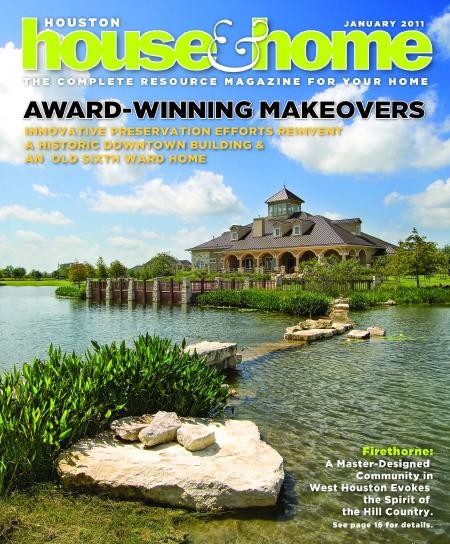 HOUSTON
JANUARY 2011
house&home
THE COMPLETE RESOURCE MAGAZINE FOR YOUR HOME
AWARD-WINNING MAKEOVERS
INNOVATIVE PRESERVATION EFFORTS REINVENT
A HISTORIC DOWNTOWN BUILDING &
AN OLD SIXTH WARD HOME
Firethorne:
A Master-Designed
Community in
West Houston Evokes
the Spirit of
the Hill Country.
See page 16 for details.